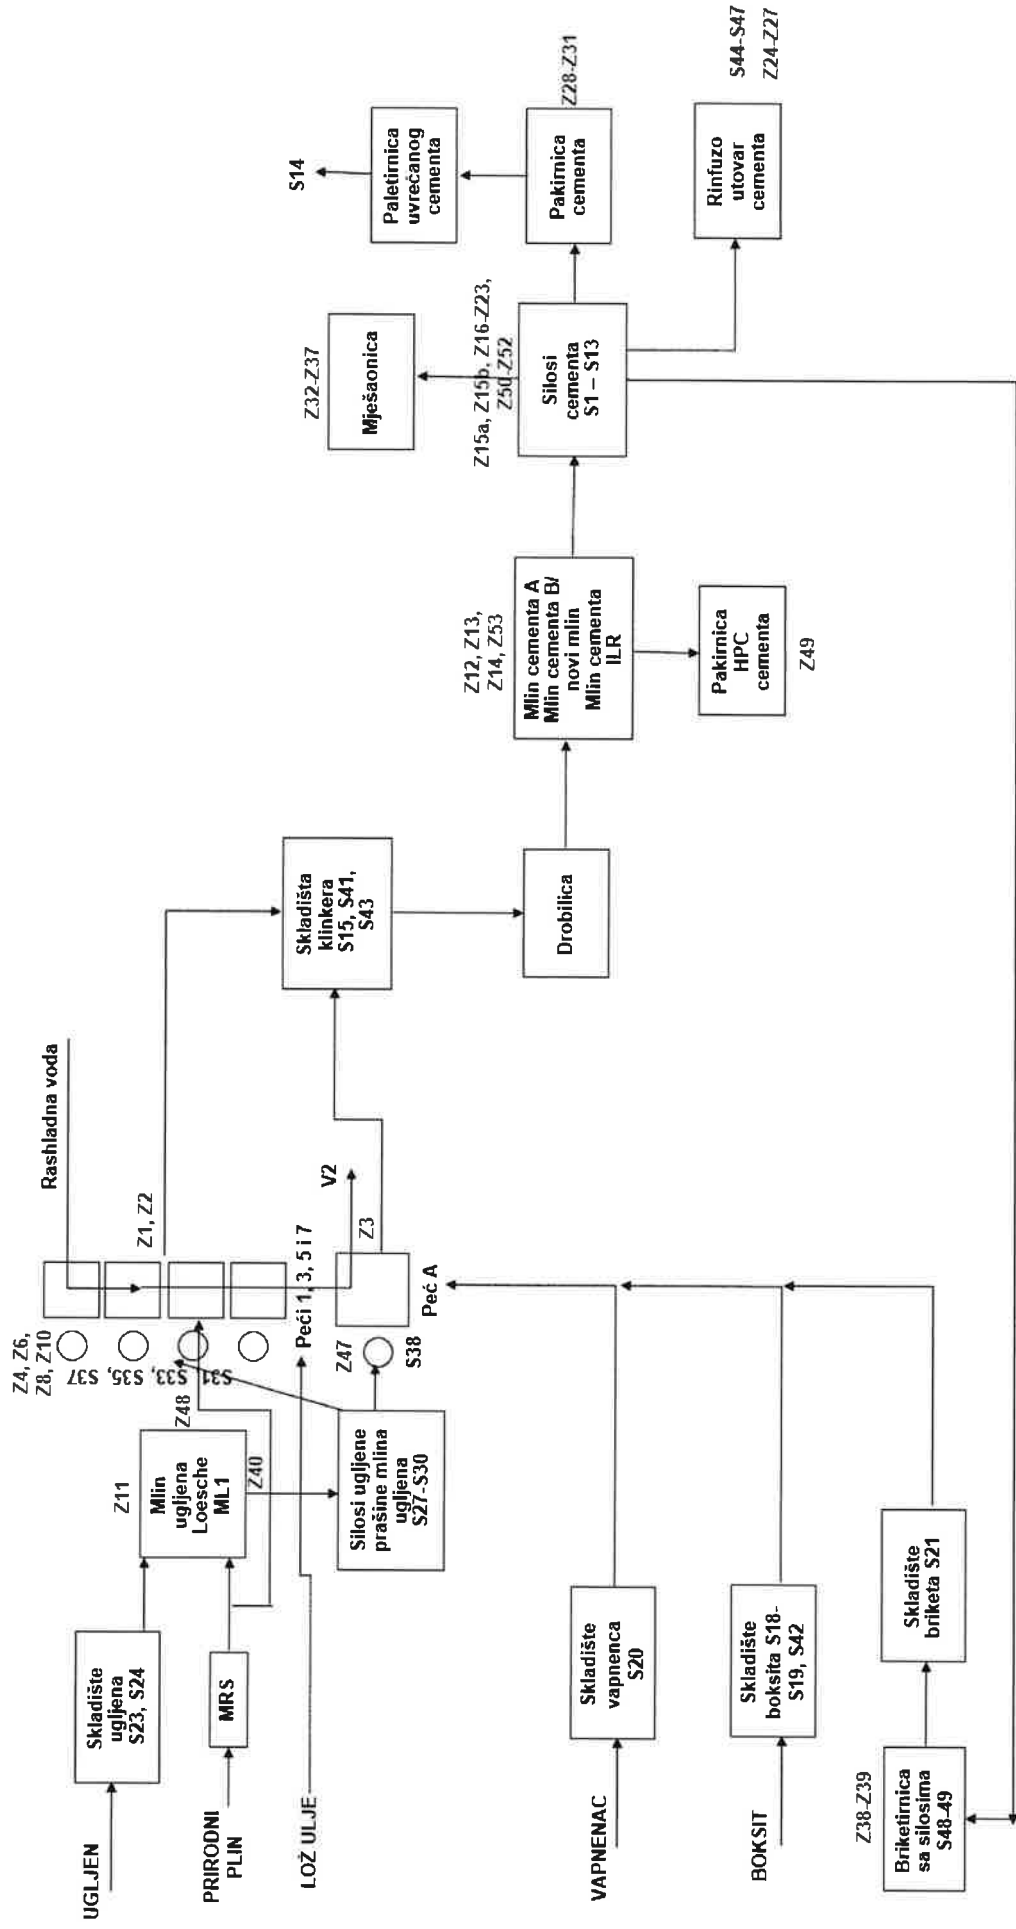 UGLJEN
Skladište
ugljena
S23, S24
PRIRODNI
PLIN
MRS
LOŽ ULJE
Z11
Mlin
ugljena
Loesche
ML1
Z48
Z40
Silosi ugljene
prašine mlina
ugljena
S27-S30
Z4, Z6,
Z8, Z10
S31, S33, S35, S37
Rashladna voda
Z1, Z2
Peći 1, 3, 5 i 7
V2
Z47
S38
Z3
Peć A
VAPNENAC
Skladište
vapnenca
S20
BOKSIT
Skladište
boksita S18-
S19, S42
Z38-Z39
Briketirnica
sa silosima
S48-49
Skladište
briketa S21
Skladišta
klinkera
S15, S41,
S43
Drobilica
Z12, Z13,
Z14, Z53
Mlin cementa A
Mlin cementa B/
novi mlin
Mlin cementa
ILR
Pakirnica
HPC
cementa
Z49
Z32-Z37
Mješaonica
Z15a, Z15b, Z16-Z23,
Z50-Z52
Silosi
cementa
S1 – S13
S14
Paletirnica
uvrećanog
cementa
Pakirnica
cementa
Z28-Z31
Rinfuzo
utovar
cementa
S44-S47
Z24-Z27